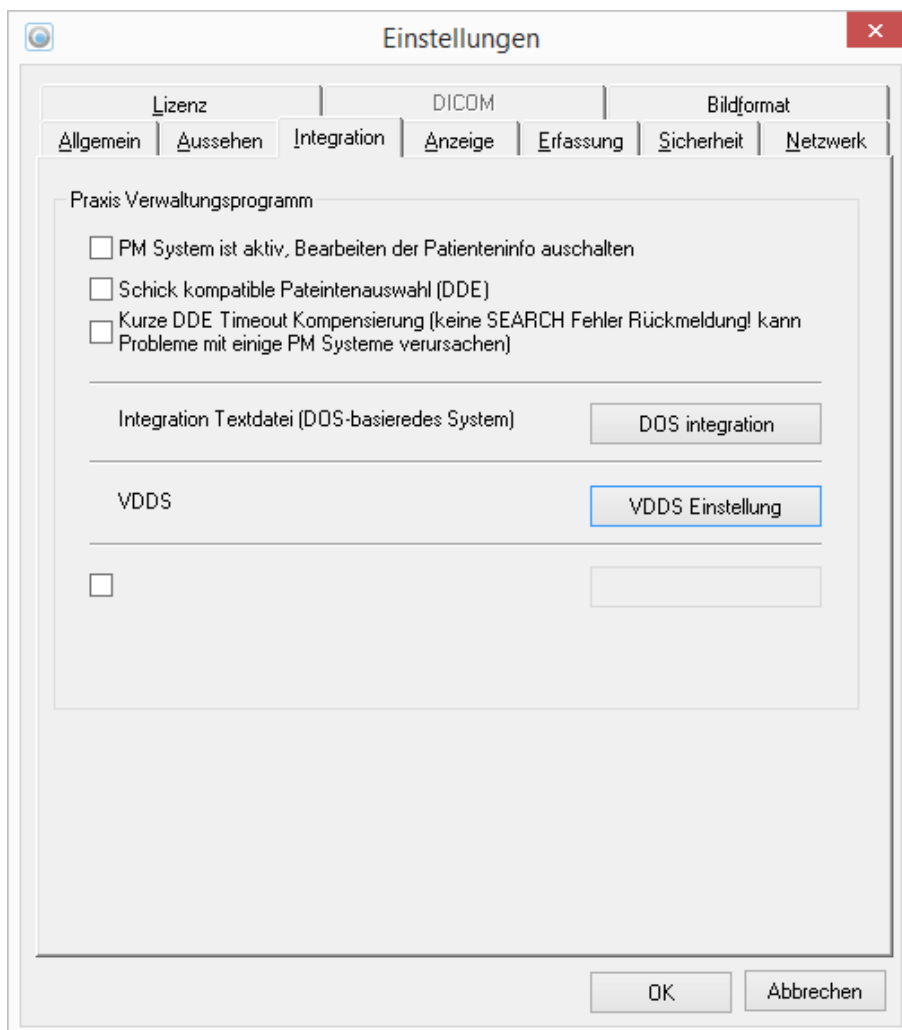 Einstellungen
Lizenz DICOM Bildformat
Allgemein Aussehen Integration Anzeige Erfassung Sicherheit Netzwerk
Praxis Verwaltungsprogramm
PM System ist aktiv, Bearbeiten der Patienteninfo auschalten
Schick kompatible Pateintenauswahl (DDE)
Kurze DDE Timeout Kompensierung (keine SEARCH Fehler Rückmeldung! kann
Probleme mit einige PM Systeme verursachen)
Integration Textdatei (DOS-basieredes System) DOS integration
VDDS VDDS Einstellung
OK Abbrechen